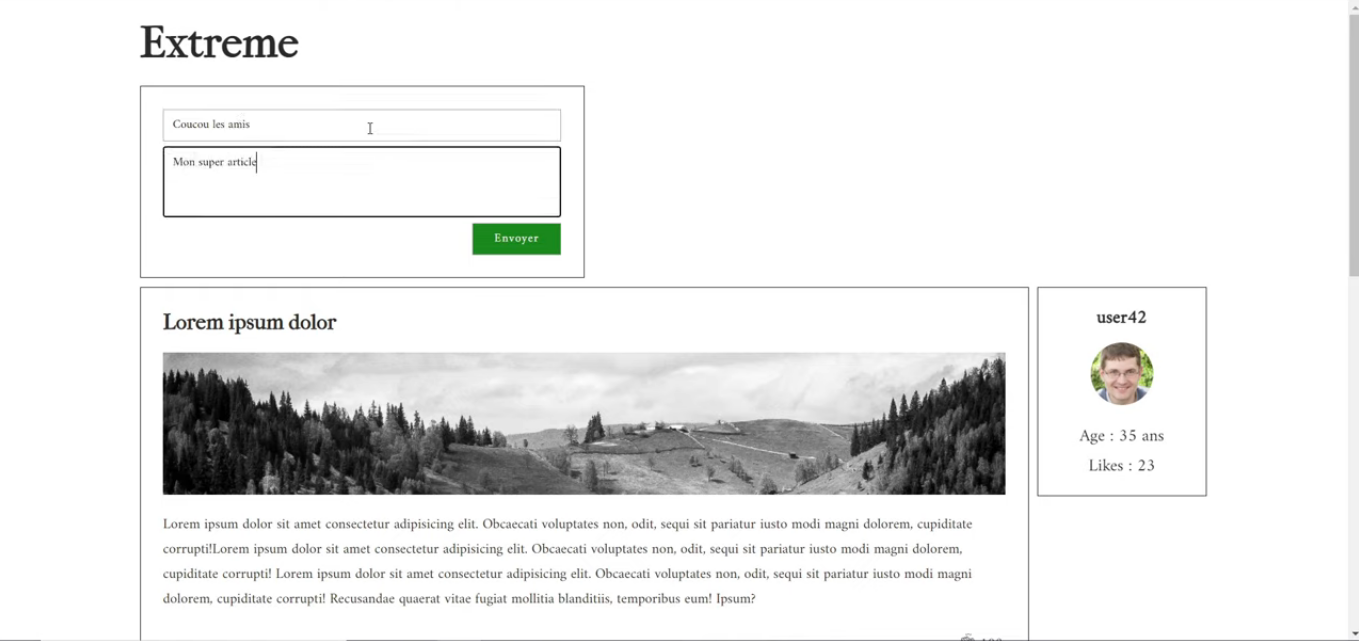 Extreme
Coucou les amis
Mon super article
Envoyer
Lorem ipsum dolor
user42
Age : 35 ans
Likes : 23
Lorem ipsum dolor sit amet consectetur adipisicing elit. Obcaecati voluptates non, odit, sequi sit pariatur iusto modi magni dolorem, cupiditate
corrupti!Lorem ipsum dolor sit amet consectetur adipisicing elit. Obcaecati voluptates non, odit, sequi sit pariatur iusto modi magni dolorem,
cupiditate corrupti! Lorem ipsum dolor sit amet consectetur adipisicing elit. Obcaecati voluptates non, odit, sequi sit pariatur iusto modi magni
dolorem, cupiditate corrupti! Recusandae quaerat vitae fugiat mollitia blanditiis, temporibus eum! Ipsum?